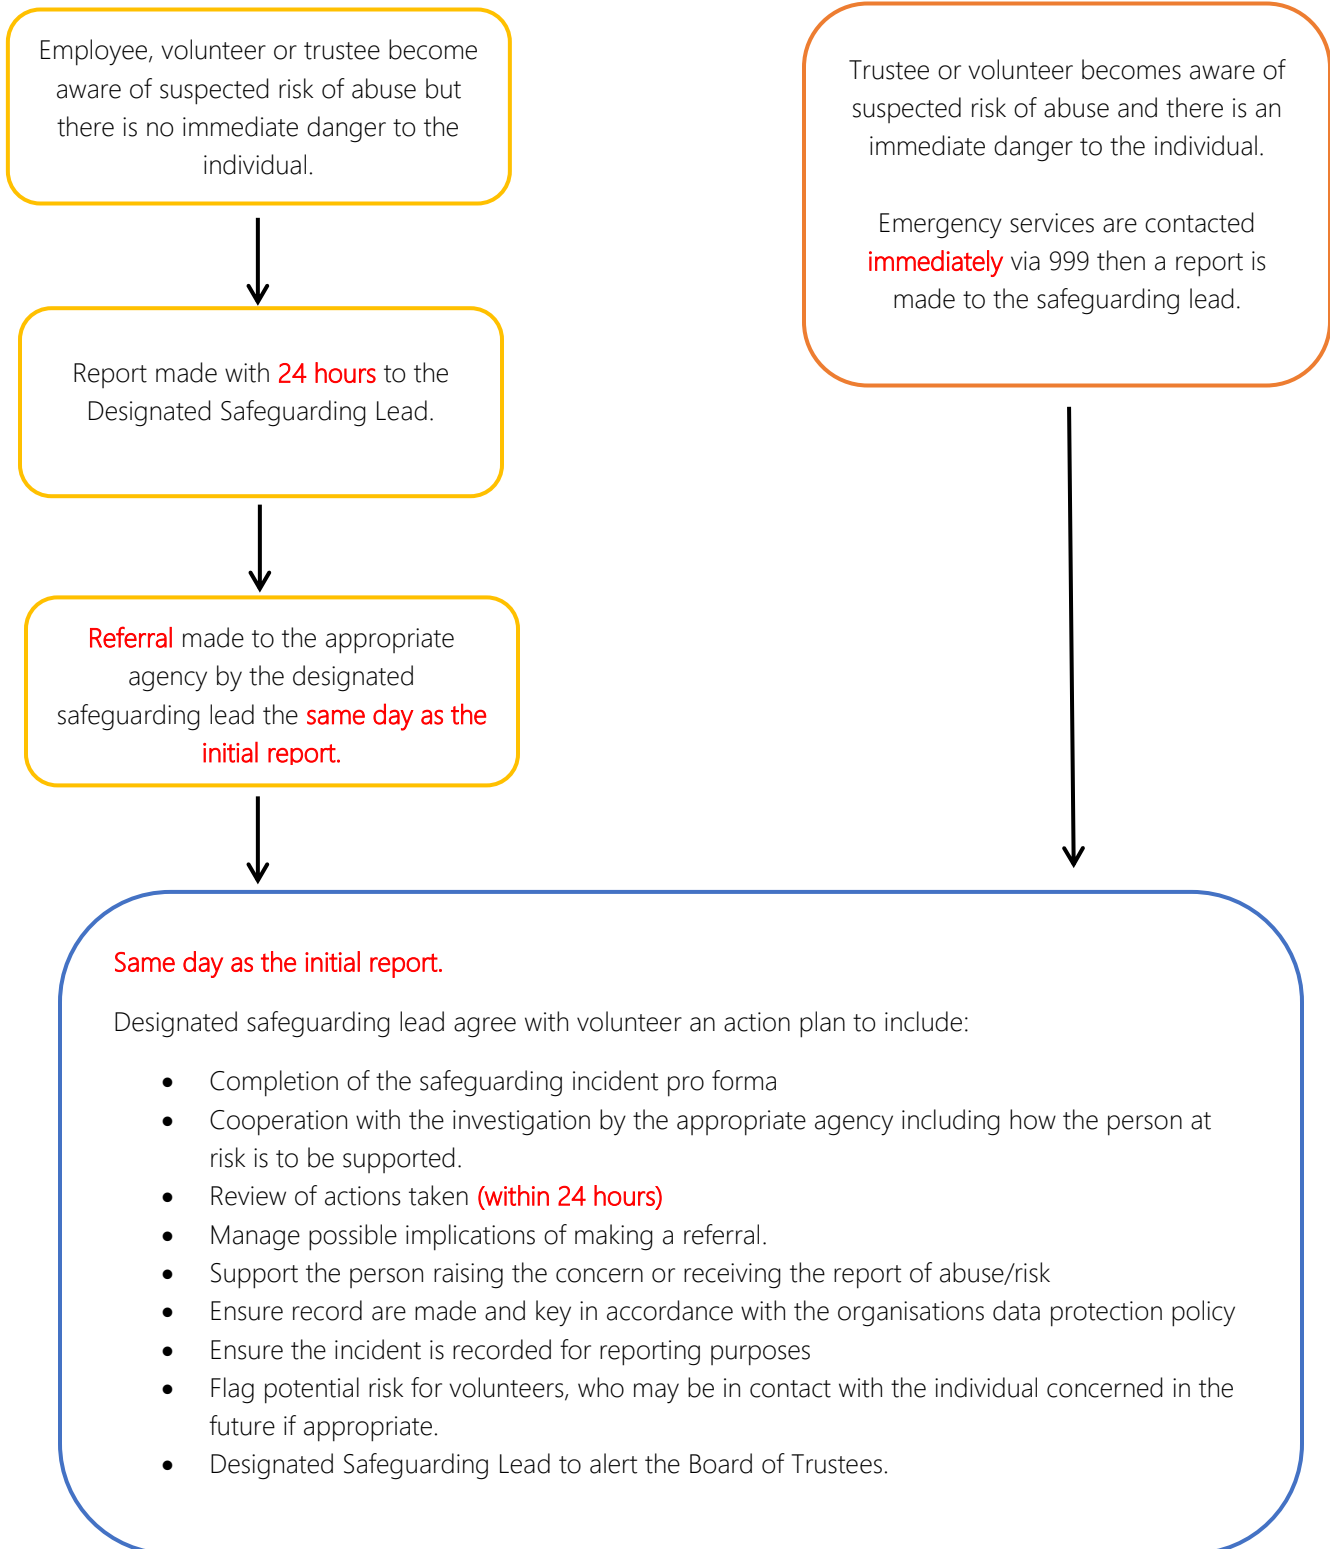 Employee, volunteer or trustee become
aware of suspected risk of abuse but
there is no immediate danger to the
individual.
Trustee or volunteer becomes aware of
suspected risk of abuse and there is an
immediate danger to the individual.
Emergency services are contacted
immediately via 999 then a report is
made to the safeguarding lead.
Report made with 24 hours to the
Designated Safeguarding Lead.
Referral made to the appropriate
agency by the designated
safeguarding lead the same day as the
initial report.
Same day as the initial report.
Designated safeguarding lead agree with volunteer an action plan to include:
• Completion of the safeguarding incident pro forma
• Cooperation with the investigation by the appropriate agency including how the person at
risk is to be supported.
• Review of actions taken (within 24 hours)
• Manage possible implications of making a referral.
• Support the person raising the concern or receiving the report of abuse/risk
• Ensure record are made and key in accordance with the organisations data protection policy
• Ensure the incident is recorded for reporting purposes
• Flag potential risk for volunteers, who may be in contact with the individual concerned in the
future if appropriate.
• Designated Safeguarding Lead to alert the Board of Trustees.